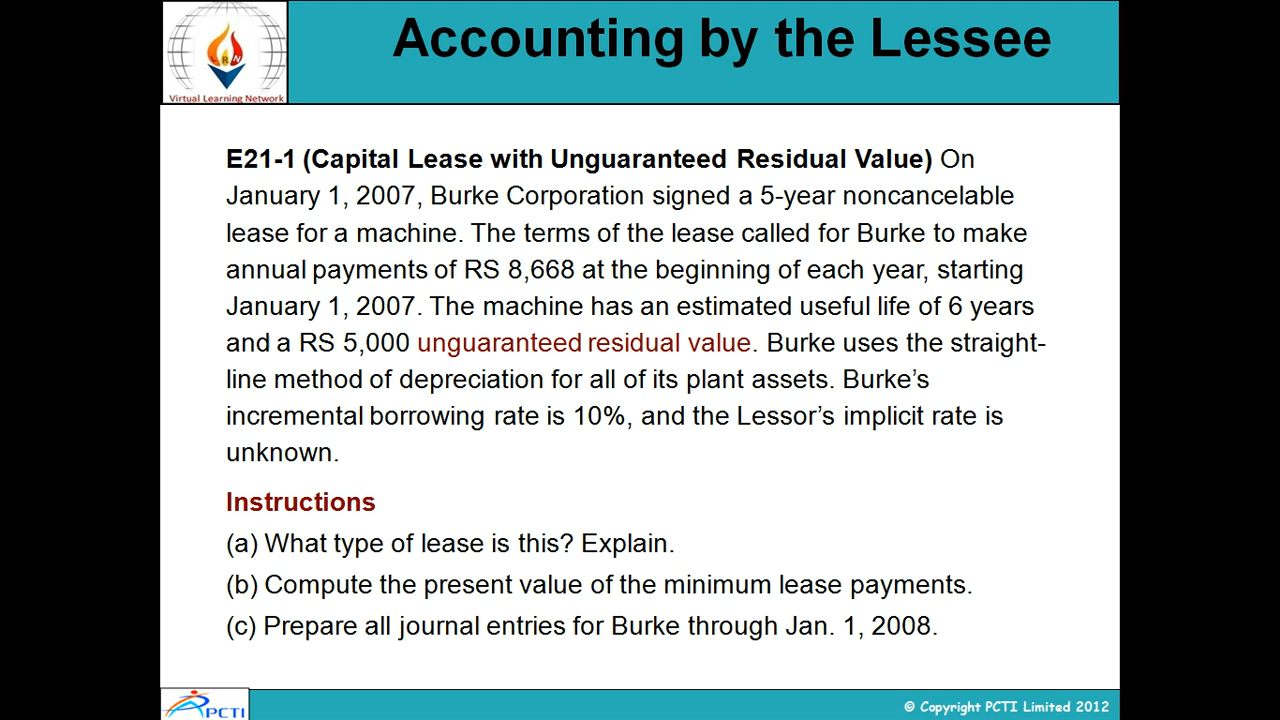 Accounting by the Lessee
LRN
Virtual Learning Network
E21-1 (Capital Lease with Unguaranteed Residual Value) On
January 1, 2007, Burke Corporation signed a 5-year noncancelable
lease for a machine. The terms of the lease called for Burke to make
annual payments of RS 8,668 at the beginning of each year, starting
January 1, 2007. The machine has an estimated useful life of 6 years
and a RS 5,000 unguaranteed residual value. Burke uses the straight-
line method of depreciation for all of its plant assets. Burke’s
incremental borrowing rate is 10%, and the Lessor’s implicit rate is
unknown.
Instructions
(a) What type of lease is this? Explain.
(b) Compute the present value of the minimum lease payments.
(c) Prepare all journal entries for Burke through Jan. 1, 2008.
PCTI
© Copyright PCTI Limited 2012